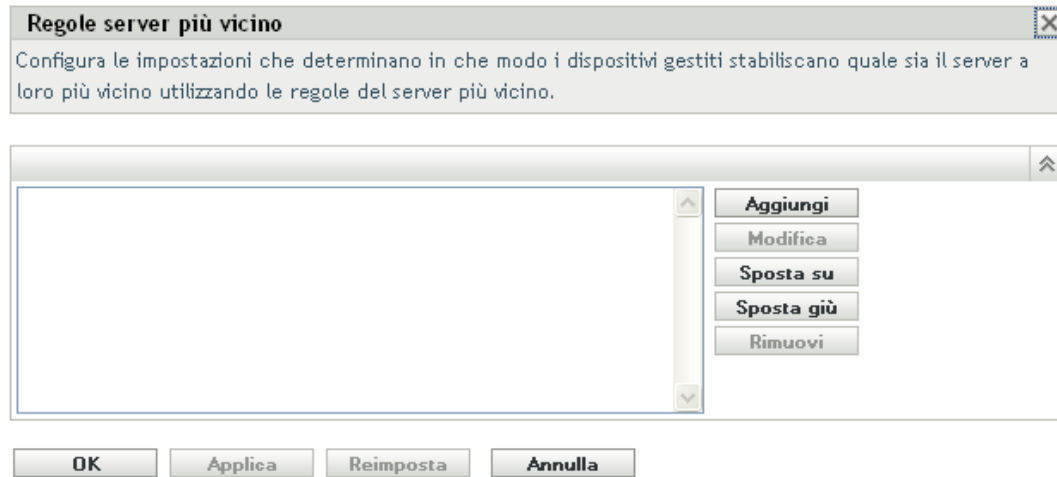 Regole server più vicino
Configura le impostazioni che determinano in che modo i dispositivi gestiti stabiliscano quale sia il server a
loro più vicino utilizzando le regole del server più vicino.
Aggiungi
Modifica
Sposta su
Sposta giù
Rimuovi
OK Applica Reimposta Annulla